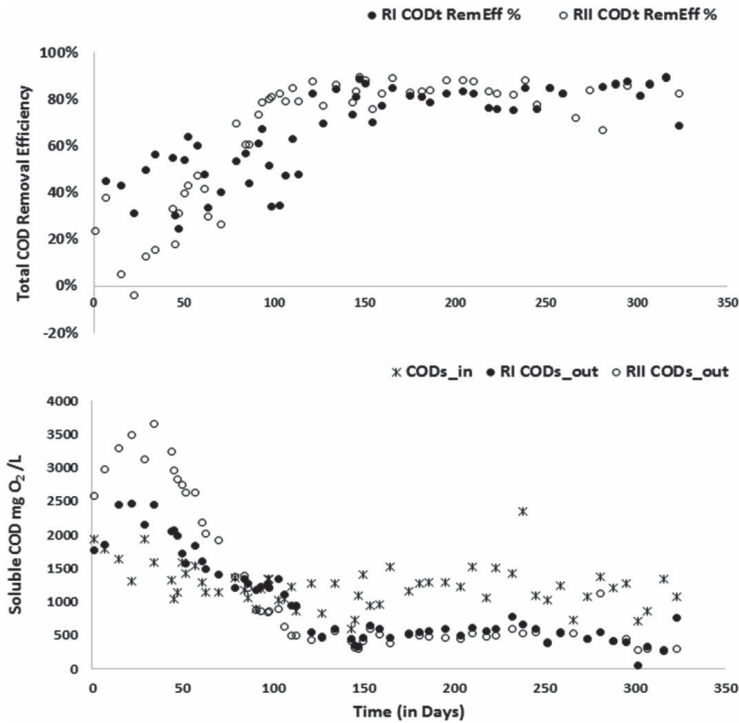 ● RI CODt RemEff % ○ RII CODt RemEff %
100%
80%
60%
40%
20%
0%
-20%
Total COD Removal Efficiency
0 50 100 150 200 250 300 350
✳ CODs_in ● RI CODs_out ○ RII CODs_out
4000
3500
3000
2500
2000
1500
1000
500
0
Soluble COD mg O₂/L
0 50 100 150 200 250 300 350
Time (in Days)